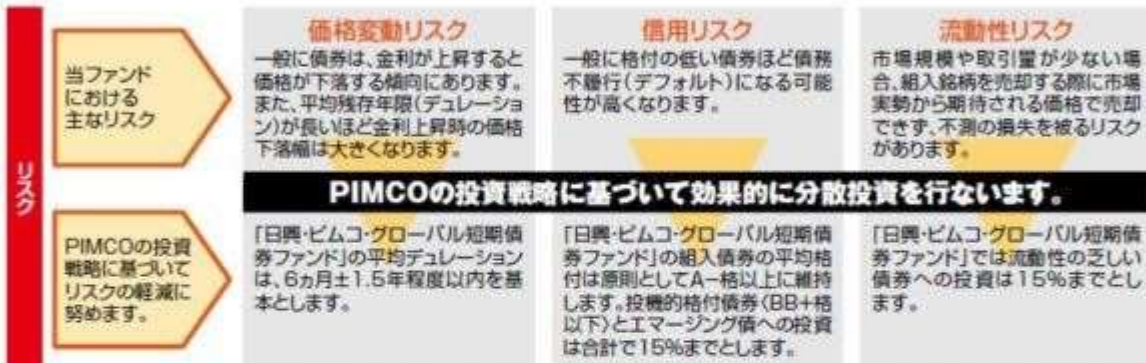 リスク
当ファンド
における
主なリスク
価格変動リスク
一般に債券は、金利が上昇すると
価格が下落する傾向にあります。
また、平均残存年限(デュレーショ
ン)が長いほど金利上昇時の価格
下落幅は大きくなります。
信用リスク
一般に格付の低い債券ほど債務
不履行(デフォルト)になる可能
性が高くなります。
流動性リスク
市場規模や取引量が少ない場
合、組入銘柄を売却する際に市場
実勢から期待される価格で売却
できず、不測の損失を被るリスク
があります。
PIMCOの投資戦略に基づいて効果的に分散投資を行ないます。
PIMCOの投資
戦略に基づいて
リスクの軽減に
努めます。
「日興・ピムコ・グローバル短期債
券ファンド」の平均デュレーション
は、6ヵ月±1.5年程度以内を基
本とします。
「日興・ピムコ・グローバル短期債
券ファンド」の組入債券の平均格
付は原則としてA-格以上に維持
します。投機的格付債券(BB+格
以下)とエマージング債への投資
は合計で15%までとします。
「日興・ピムコ・グローバル短期債
券ファンド」では流動性の乏しい
債券への投資は15%までとし
ます。